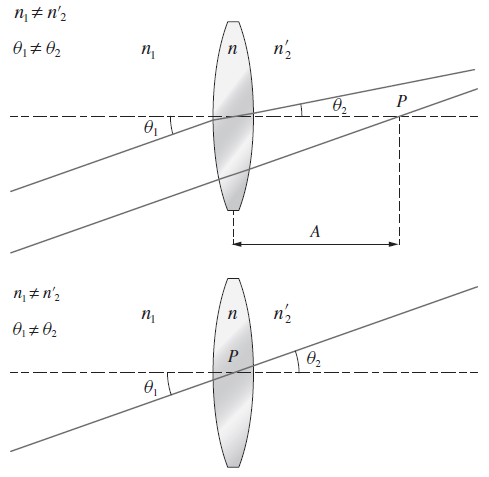 n₁ ≠ n′₂
θ₁ ≠ θ₂ n₁ n n′₂
θ₁ θ₂ P
A
n₁ ≠ n′₂
θ₁ ≠ θ₂ n₁ n n′₂
θ₁ P θ₂